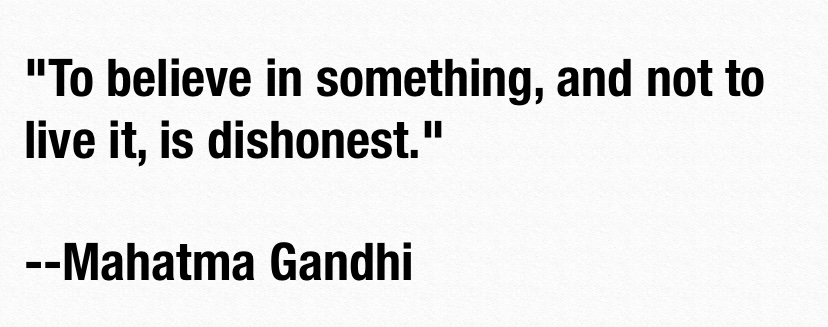 "To believe in something, and not to
live it, is dishonest."
--Mahatma Gandhi